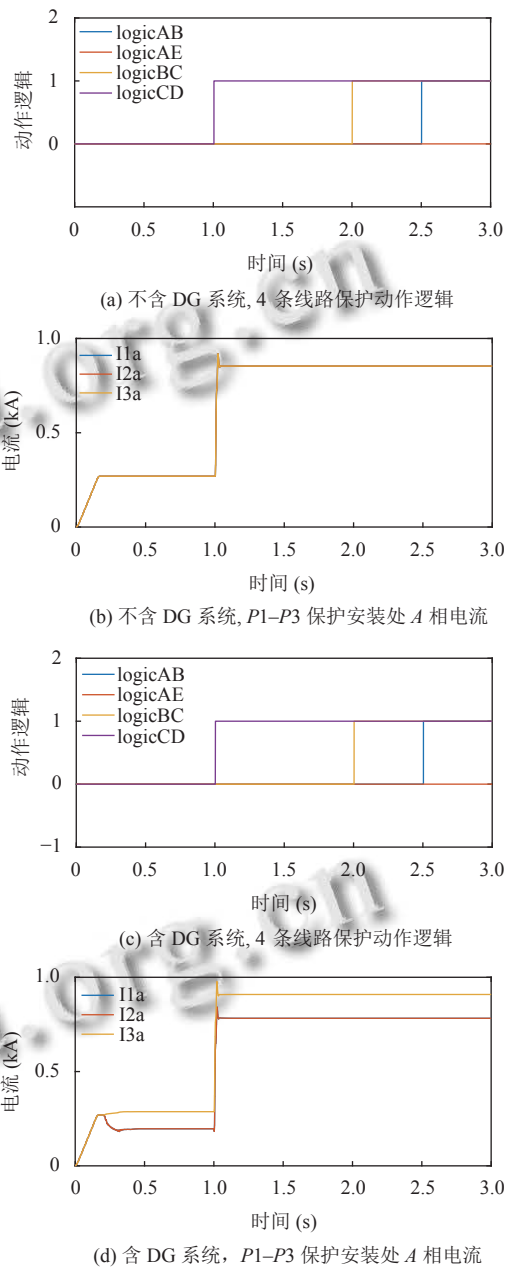 2
logicAB
logicAE
logicBC
logicCD
1
0
动作逻辑
0 0.5 1.0 1.5 2.0 2.5 3.0
时间 (s)
(a) 不含 DG 系统, 4 条线路保护动作逻辑
1.0
I1a
I2a
I3a
0.5
0
电流 (kA)
0 0.5 1.0 1.5 2.0 2.5 3.0
时间 (s)
(b) 不含 DG 系统, P1–P3 保护安装处 A 相电流
2
logicAB
logicAE
logicBC
logicCD
1
0
−1
动作逻辑
0 0.5 1.0 1.5 2.0 2.5 3.0
时间 (s)
(c) 含 DG 系统, 4 条线路保护动作逻辑
1.0
I1a
I2a
I3a
0.5
0
电流 (kA)
0 0.5 1.0 1.5 2.0 2.5 3.0
时间 (s)
(d) 含 DG 系统，P1–P3 保护安装处 A 相电流
.org.cn
.org.cn